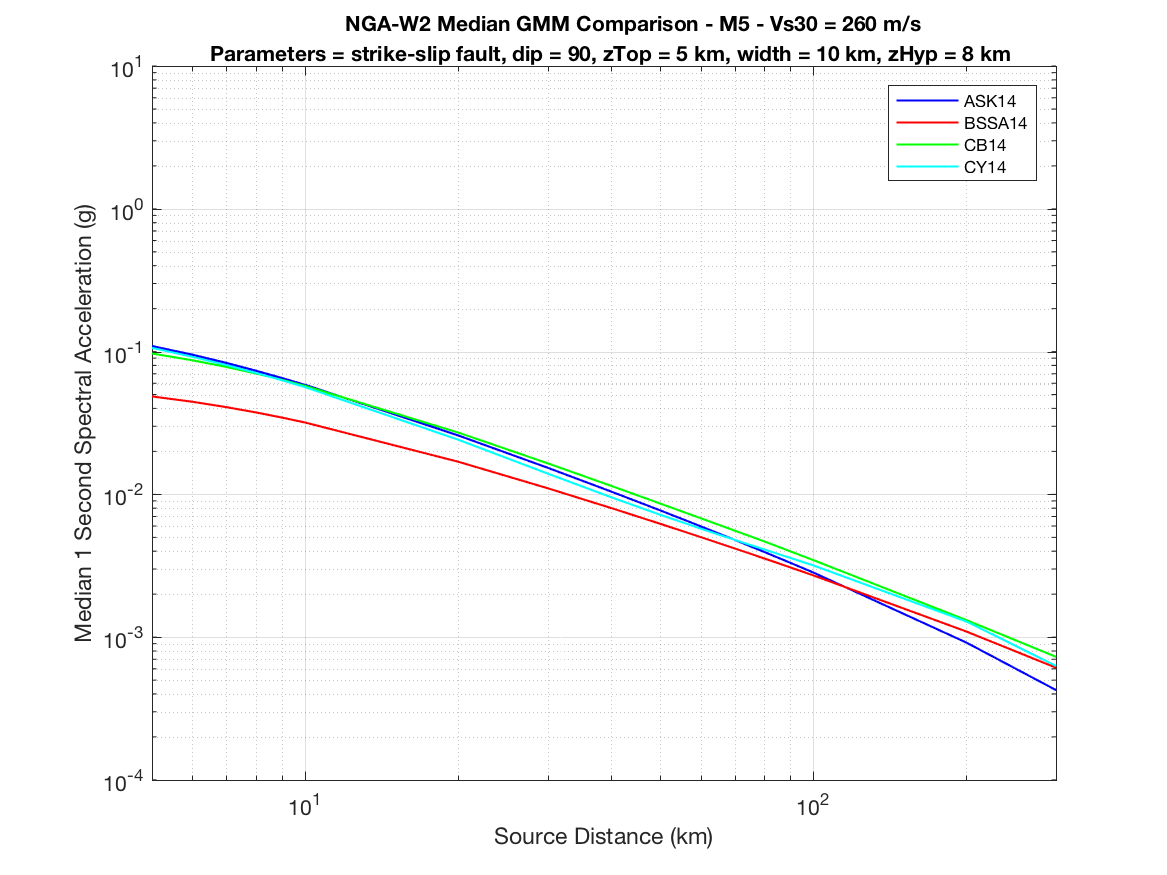 NGA-W2 Median GMM Comparison - M5 - Vs30 = 260 m/s
Parameters = strike-slip fault, dip = 90, zTop = 5 km, width = 10 km, zHyp = 8 km
10^1
ASK14
BSSA14
CB14
CY14
10^0
10^-1
10^-2
10^-3
10^-4
Median 1 Second Spectral Acceleration (g)
10^1
10^2
Source Distance (km)